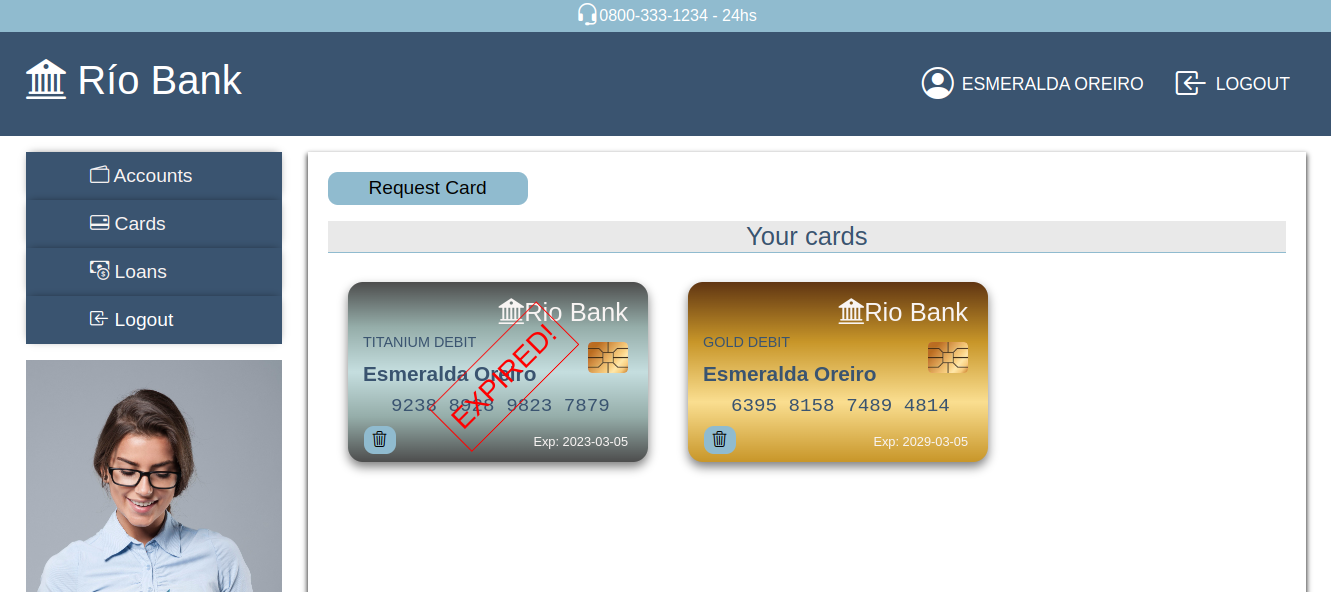 0800-333-1234 - 24hs
Río Bank
ESMERALDA OREIRO
LOGOUT
Accounts
Cards
Loans
Logout
Request Card
Your cards
Río Bank
TITANIUM DEBIT
Esmeralda Oreiro
9238 8928 9823 7879
Exp: 2023-03-05
EXPIRED!
Río Bank
GOLD DEBIT
Esmeralda Oreiro
6395 8158 7489 4814
Exp: 2029-03-05